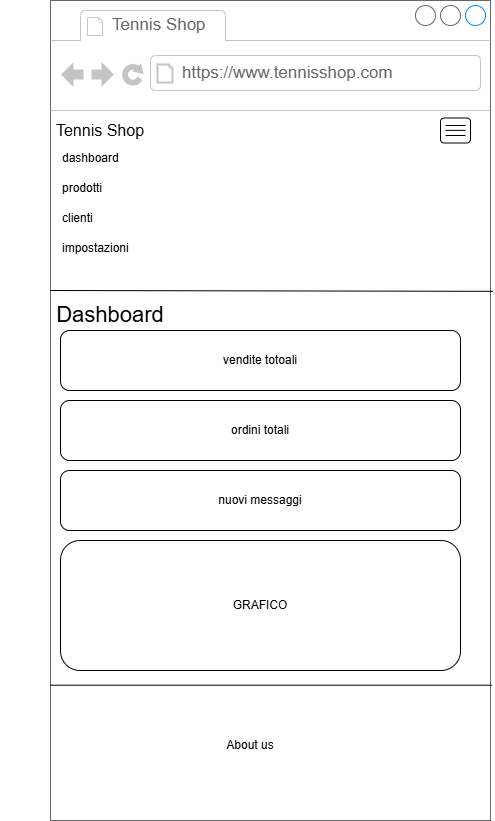 Tennis Shop
https://www.tennisshop.com
Tennis Shop
dashboard
prodotti
clienti
impostazioni
Dashboard
vendite totoali
ordini totali
nuovi messaggi
GRAFICO
About us